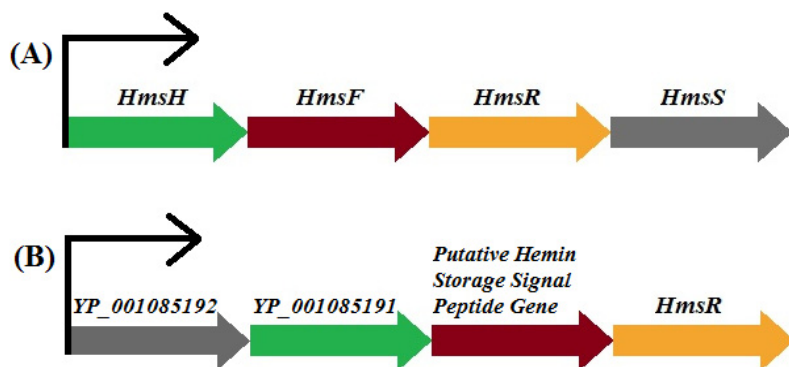 (A)
HmsH HmsF HmsR HmsS
(B)
Putative Hemin
Storage Signal
YP_001085192 YP_001085191 Peptide Gene HmsR